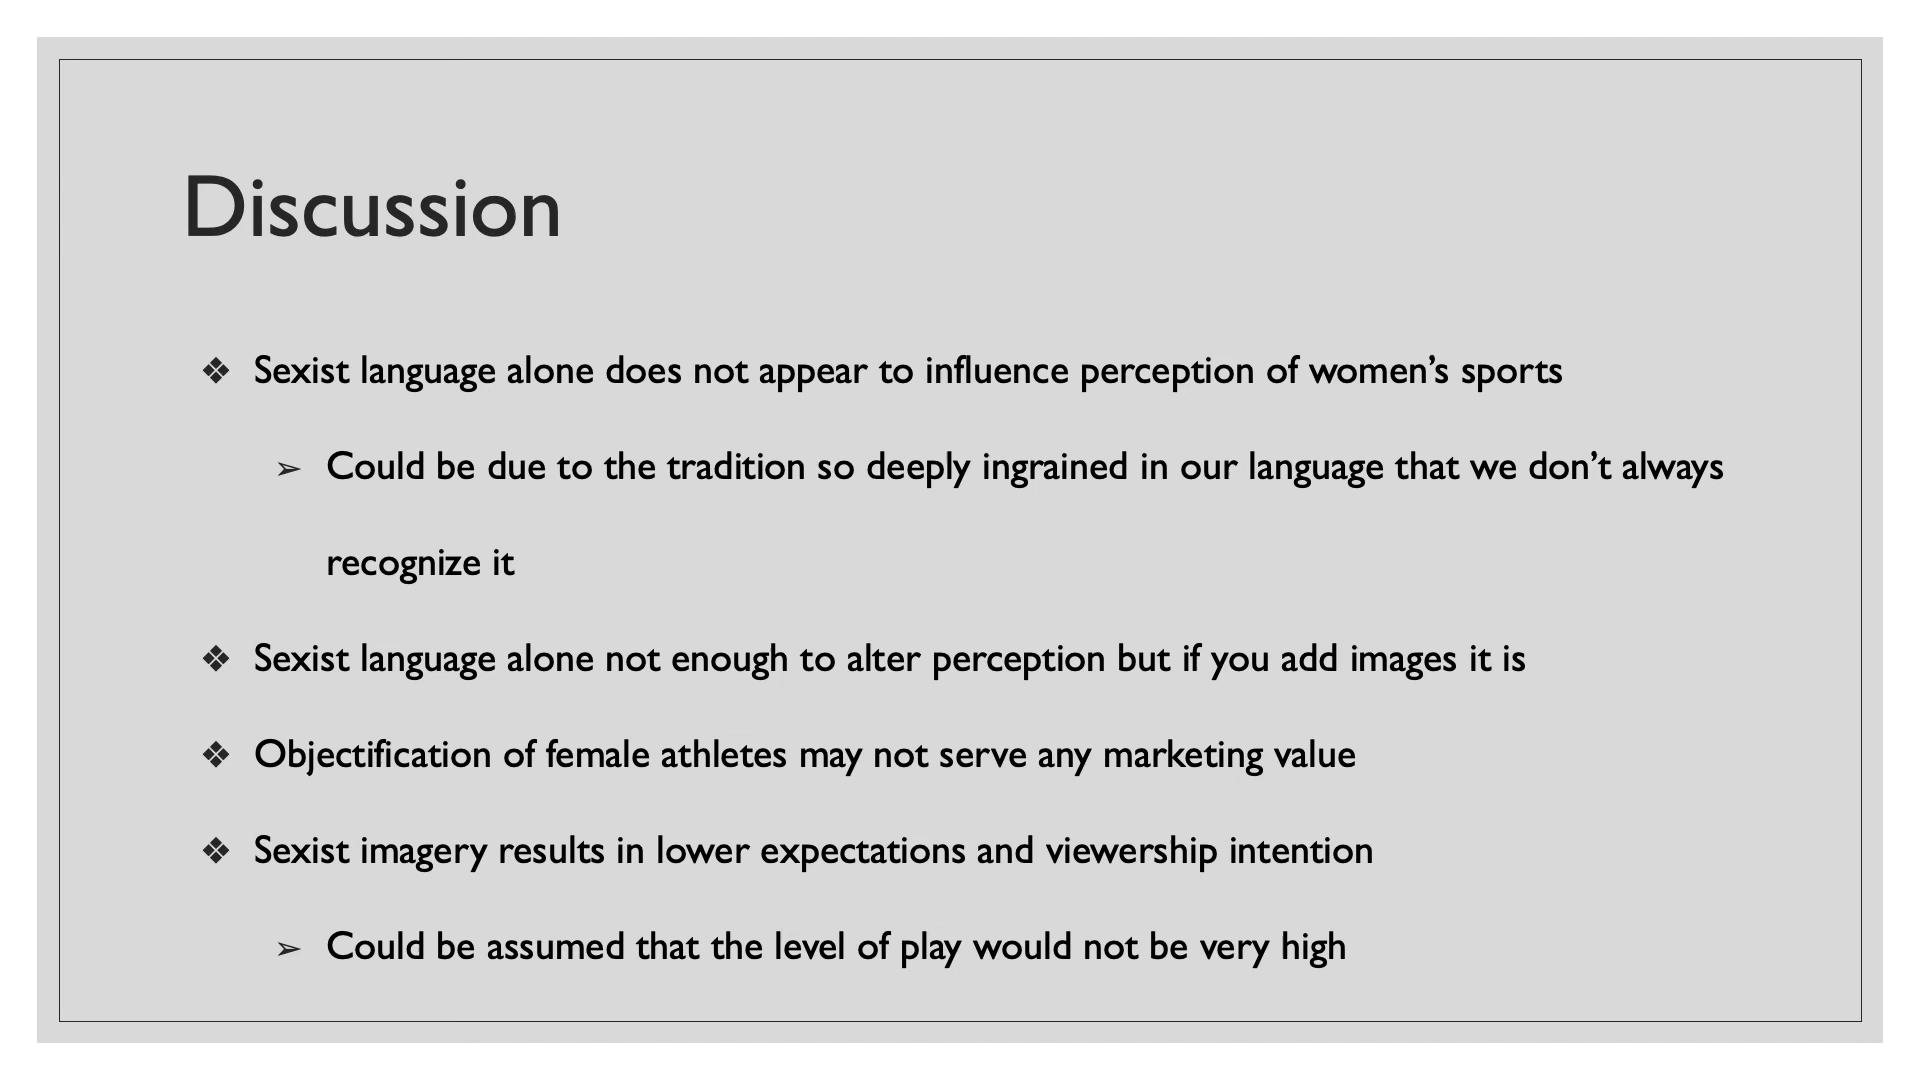 Discussion
❖ Sexist language alone does not appear to influence perception of women’s sports
➢ Could be due to the tradition so deeply ingrained in our language that we don’t always
recognize it
❖ Sexist language alone not enough to alter perception but if you add images it is
❖ Objectification of female athletes may not serve any marketing value
❖ Sexist imagery results in lower expectations and viewership intention
➢ Could be assumed that the level of play would not be very high